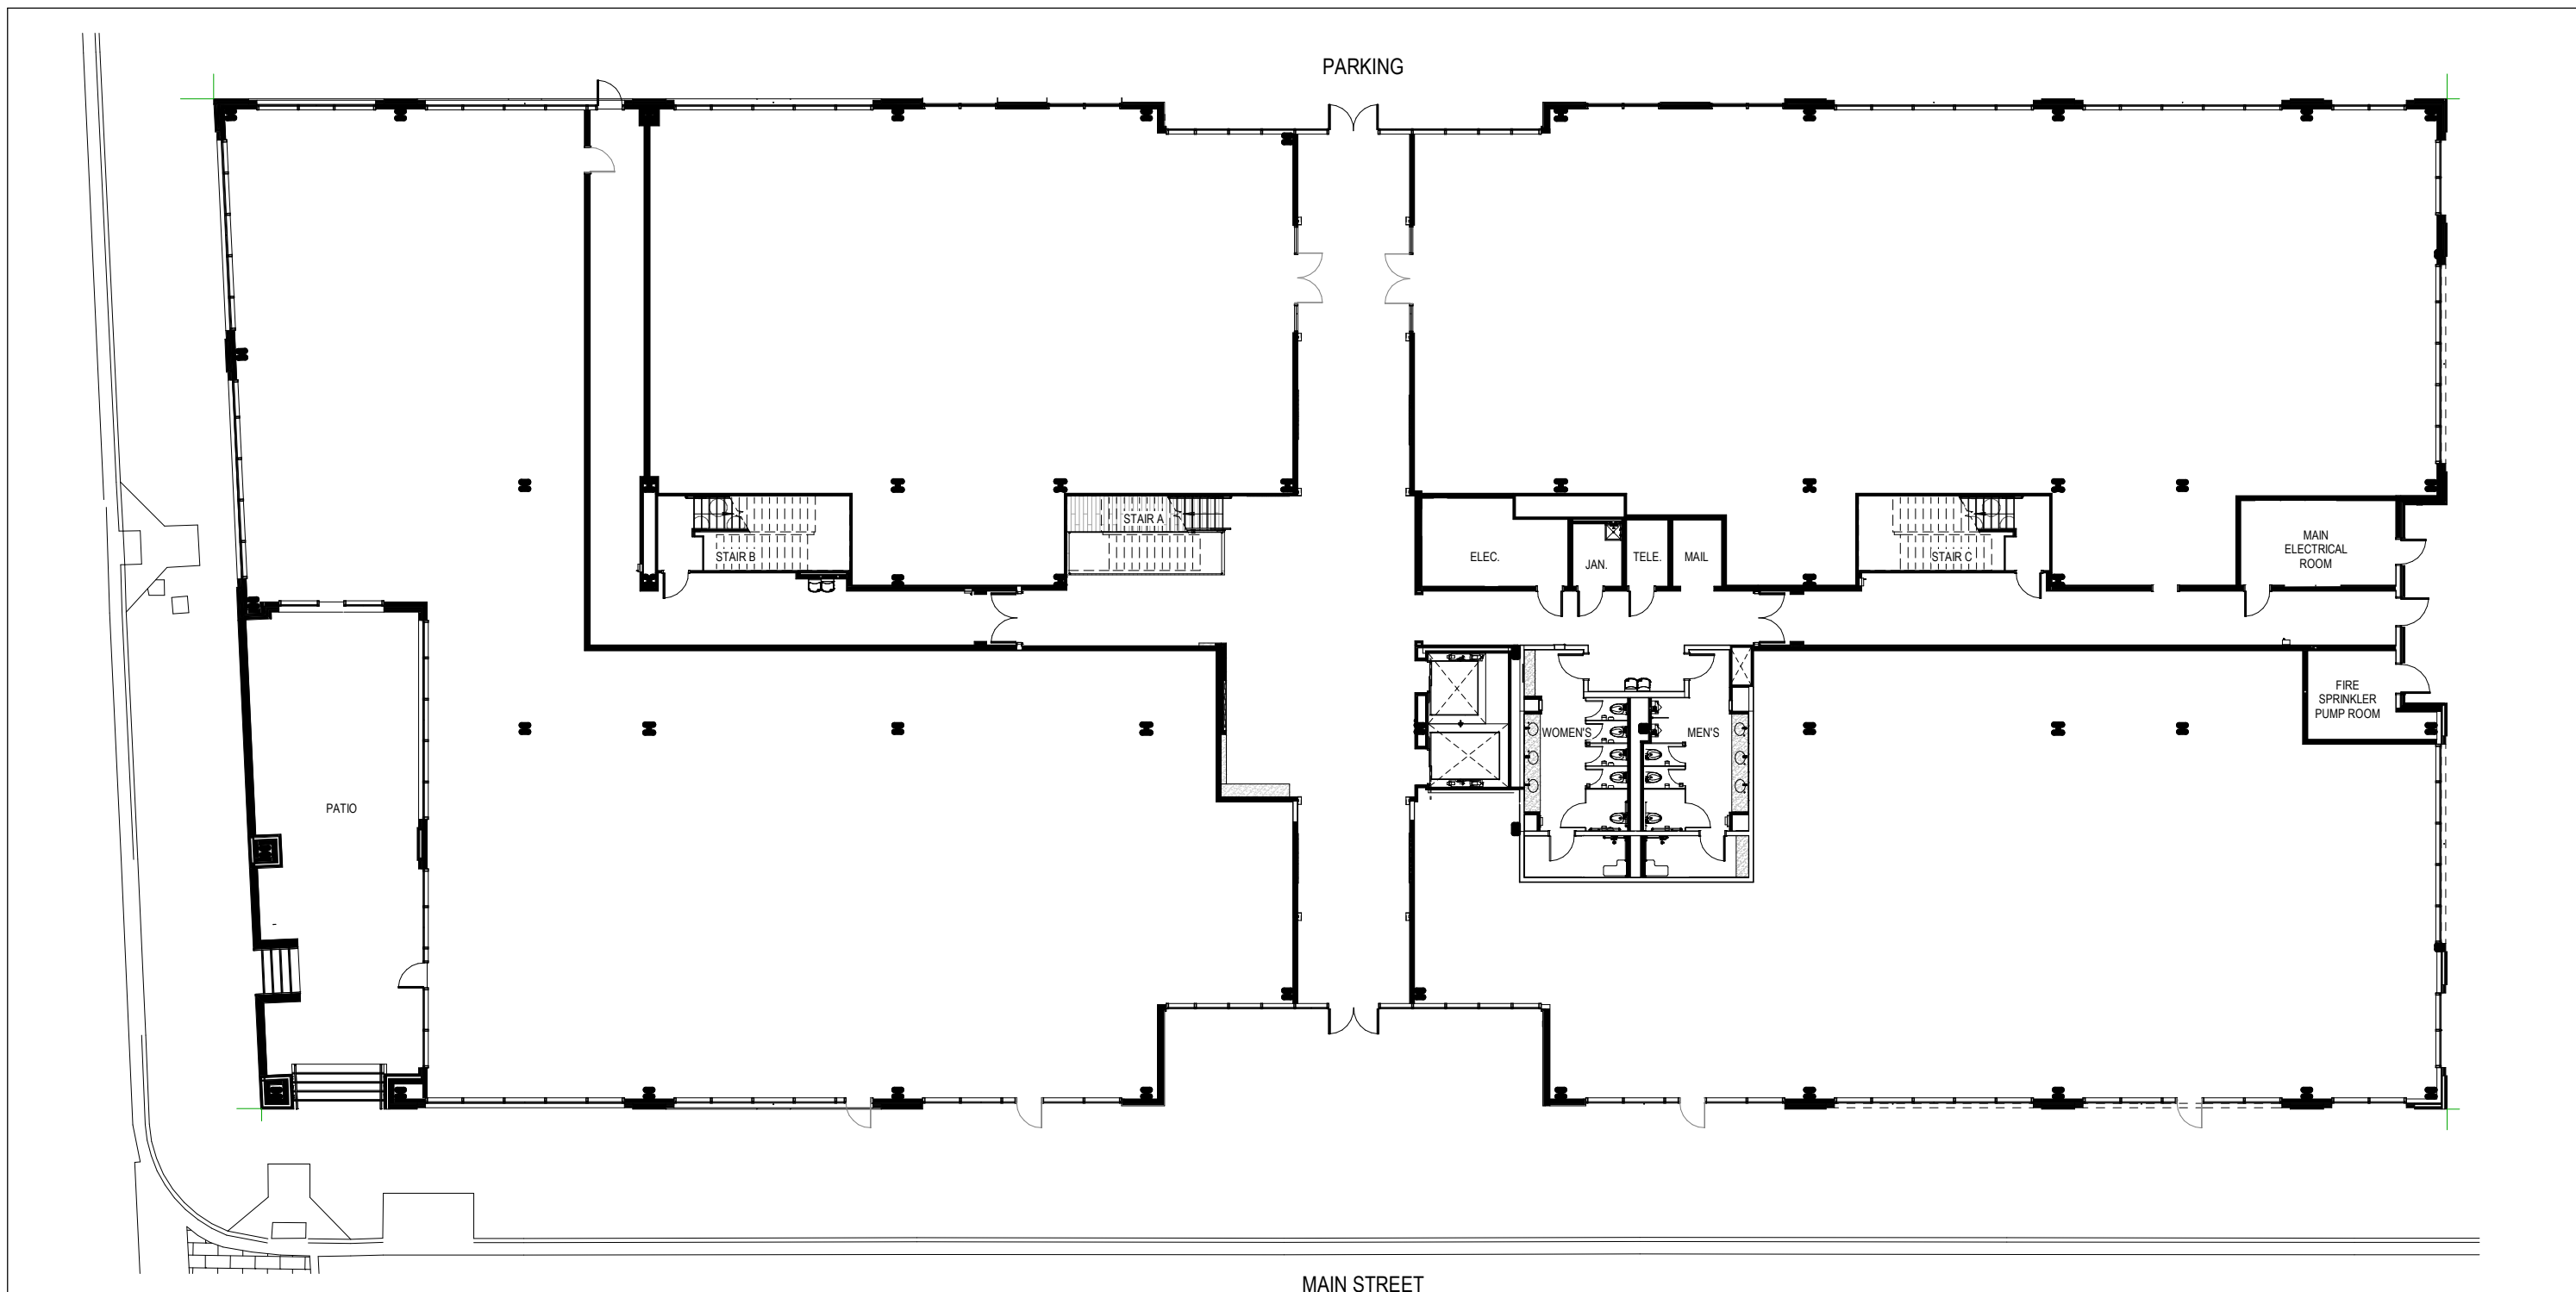 PARKING
STAIR A
STAIR B
ELEC.
JAN.
TELE.
MAIL
STAIR C
MAIN
ELECTRICAL
ROOM
FIRE
SPRINKLER
PUMP ROOM
WOMEN'S
MEN'S
PATIO
MAIN STREET